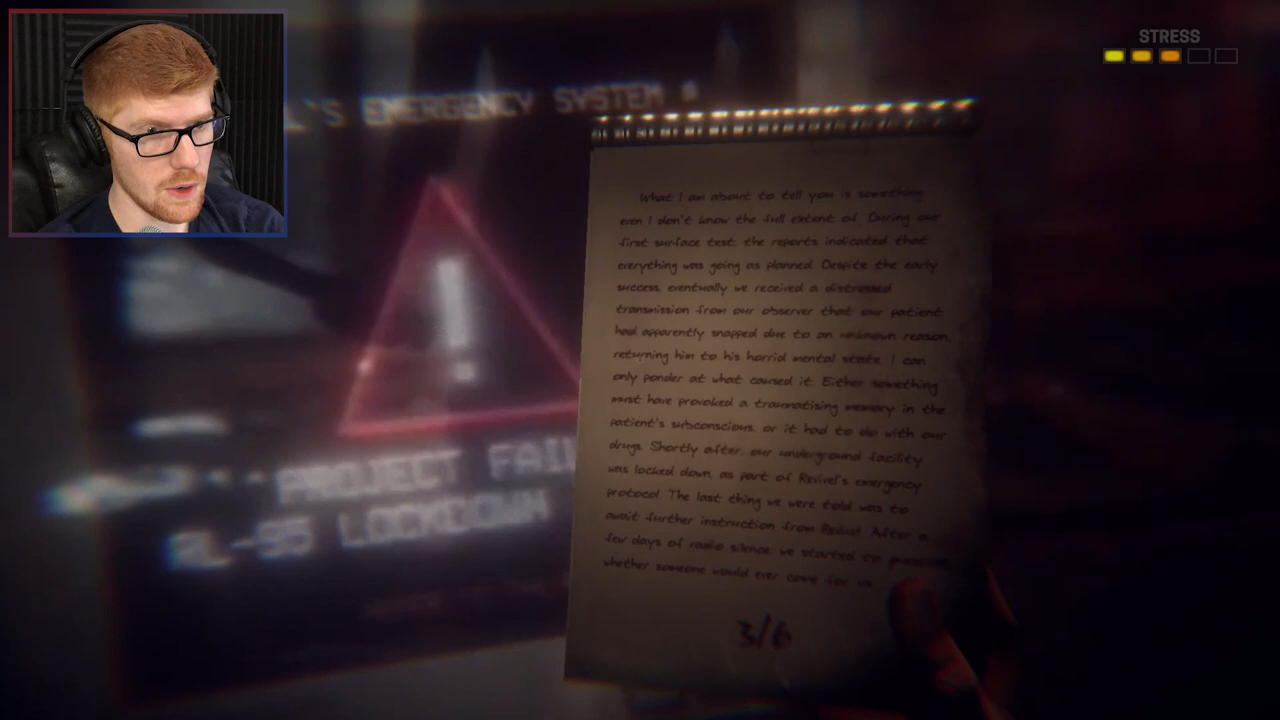 STRESS
L'S EMERGENCY SYSTEM
!
PROJECT FAIL
RL-95 LOCKDOWN
What I am about to tell you is something
even I don't know the full extent of. During our
first surface test, the reports indicated that
everything was going as planned. Despite the early
success, eventually we received a distressed
transmission from our observer that our patient
had apparently snapped due to an unknown reason,
returning him to his horrid mental state. I can
only ponder at what caused it. Either something
must have provoked a traumatising memory in the
patient's subconscious, or it had to do with our
drugs. Shortly after, our underground facility
was locked down, as part of Revivel's emergency
protocol. The last thing we were told was to
await further instruction from Revivel. After a
few days of radio silence, we started to
whether someone would ever come for us.
3/6